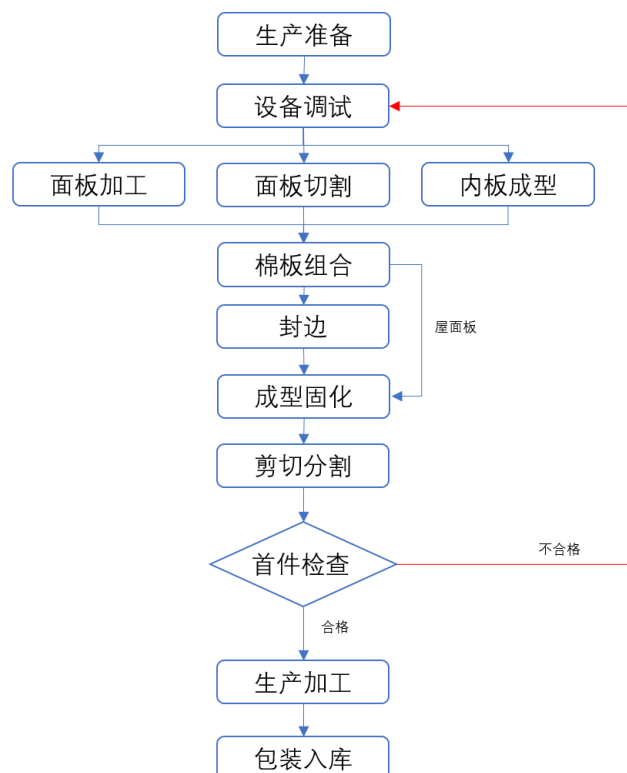 生产准备
设备调试
面板加工
面板切割
内板成型
棉板组合
封边
屋面板
成型固化
剪切分割
首件检查
不合格
合格
生产加工
包装入库